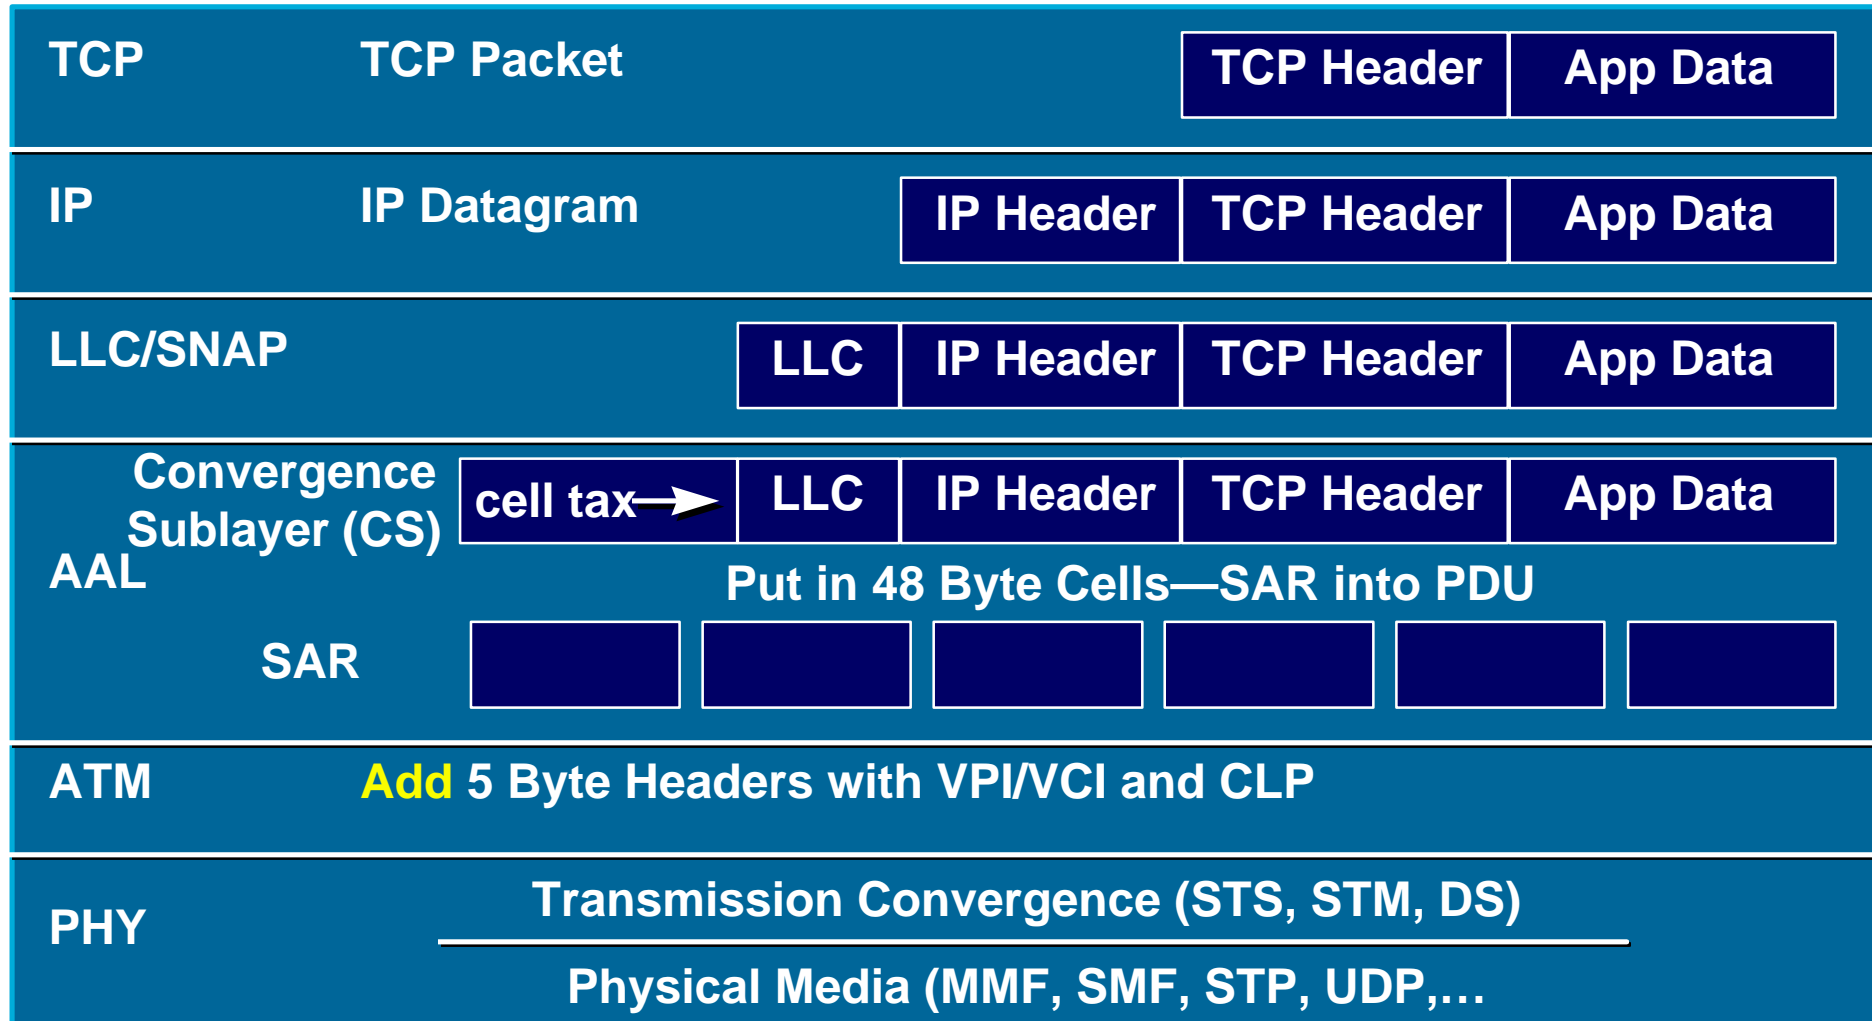 TCP TCP Packet TCP Header App Data
IP IP Datagram IP Header TCP Header App Data
LLC/SNAP LLC IP Header TCP Header App Data
Convergence
Sublayer (CS)
cell tax LLC IP Header TCP Header App Data
AAL
Put in 48 Byte Cells—SAR into PDU
SAR
ATM Add 5 Byte Headers with VPI/VCI and CLP
PHY
Transmission Convergence (STS, STM, DS)
Physical Media (MMF, SMF, STP, UDP,…